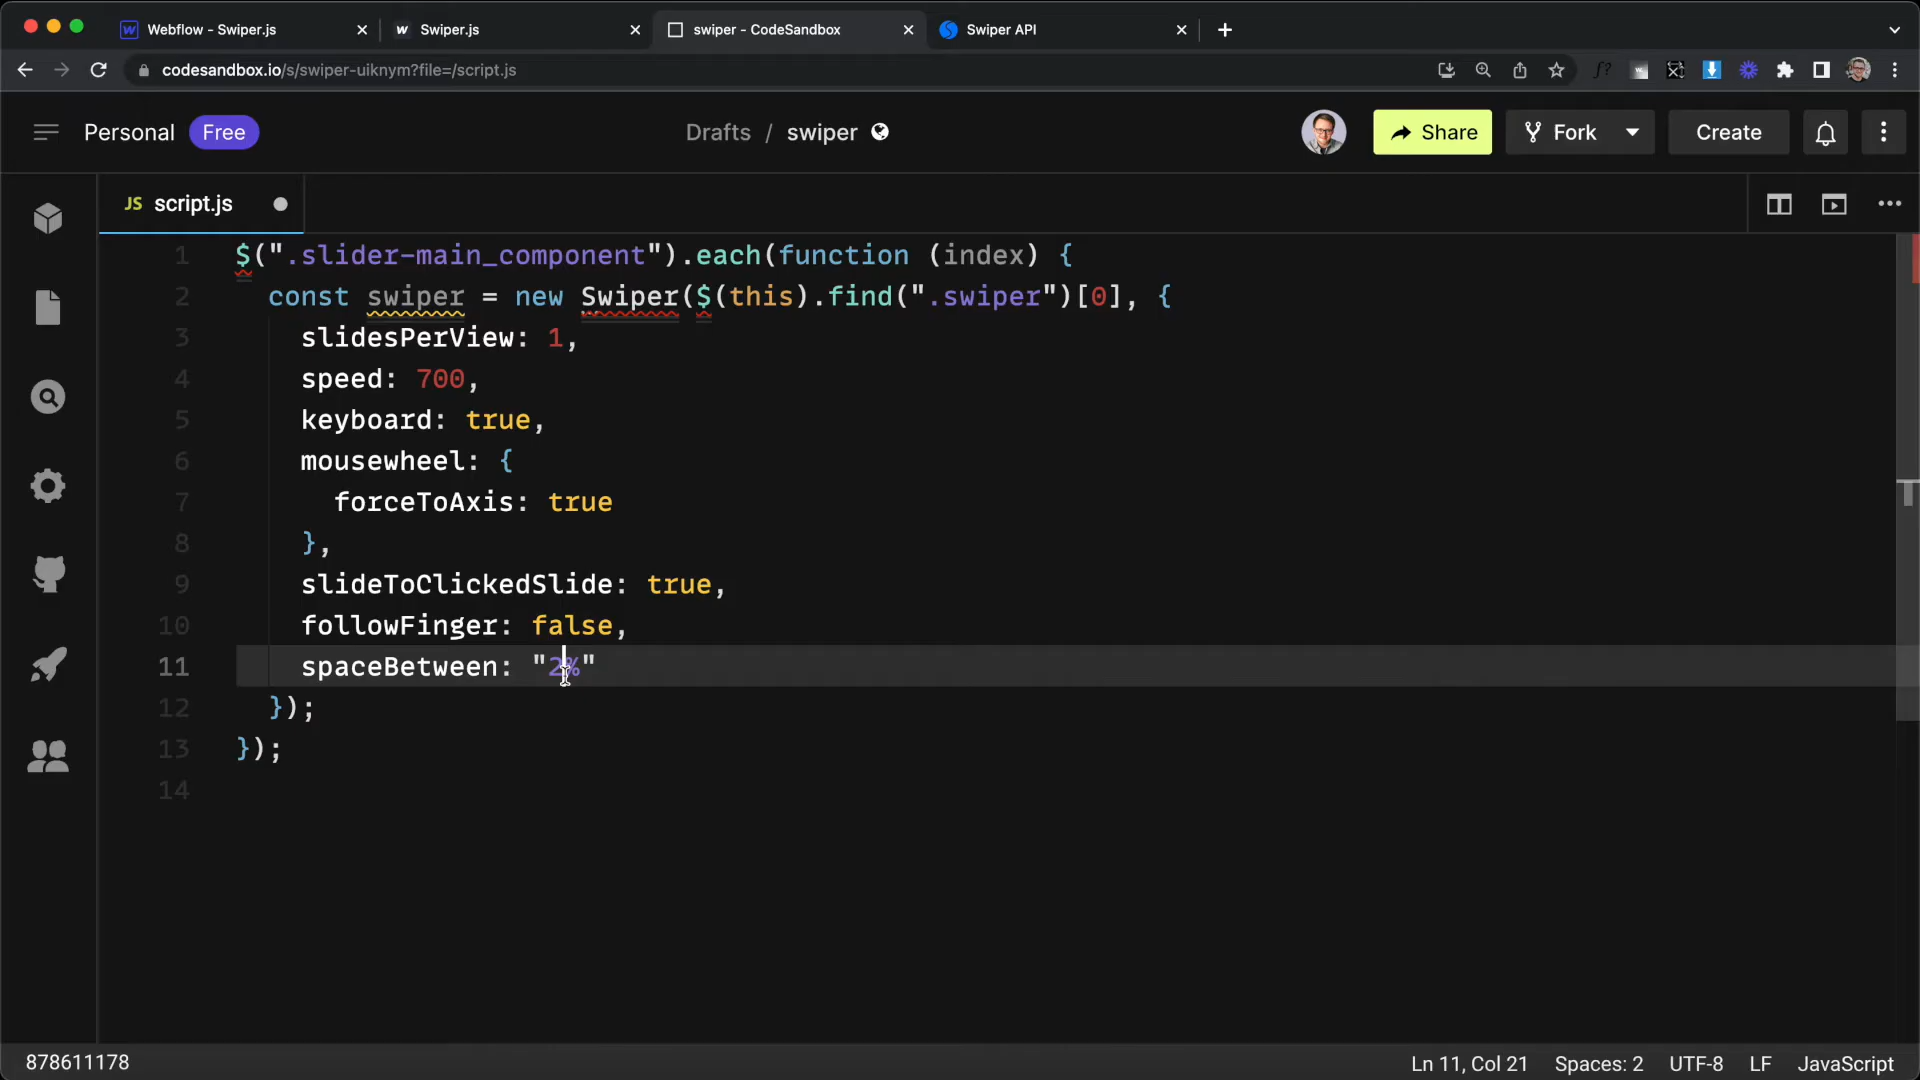 Webflow - Swiper.js
Swiper.js
swiper - CodeSandbox
Swiper API
codesandbox.io/s/swiper-uiknym?file=/script.js
Personal Free
Drafts / swiper
Share
Fork
Create
JS script.js
1 $(".slider-main_component").each(function (index) {
2 const swiper = new Swiper($(this).find(".swiper")[0], {
3 slidesPerView: 1,
4 speed: 700,
5 keyboard: true,
6 mousewheel: {
7 forceToAxis: true
8 },
9 slideToClickedSlide: true,
10 followFinger: false,
11 spaceBetween: "2%"
12 });
13 });
14
878611178
Ln 11, Col 21 Spaces: 2 UTF-8 LF JavaScript